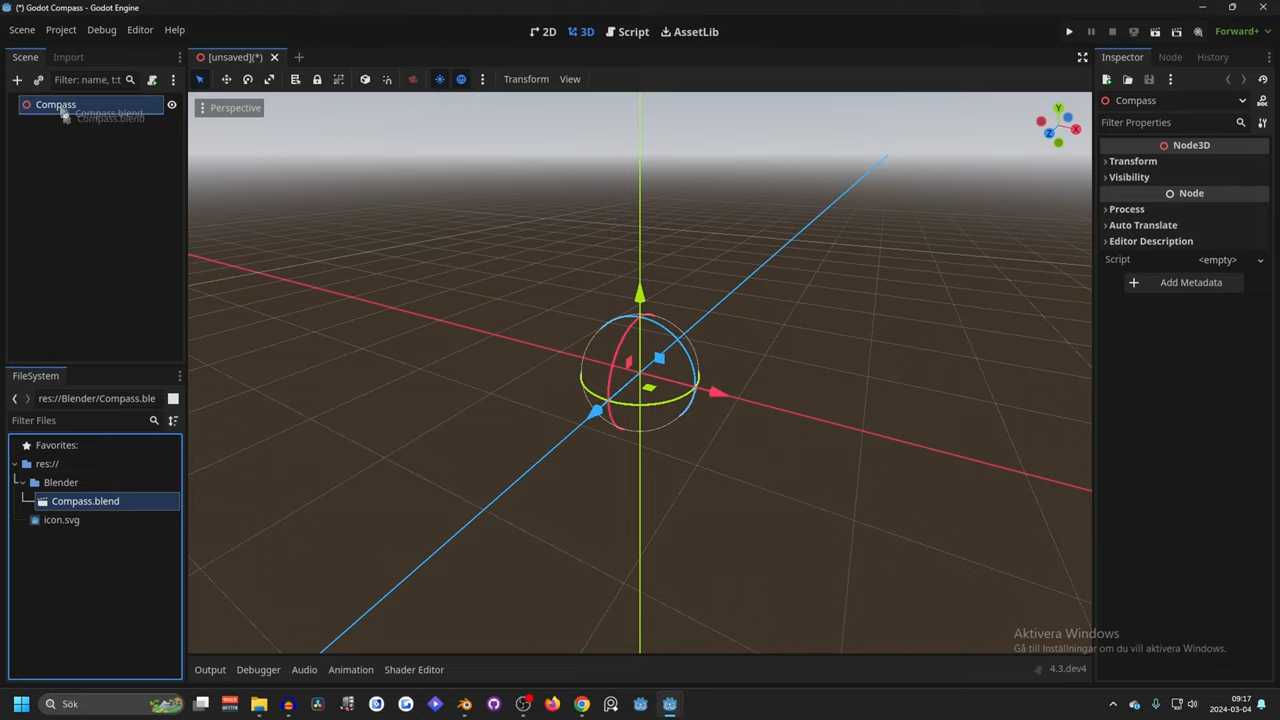 (*) Godot Compass - Godot Engine
Scene Project Debug Editor Help
2D 3D Script AssetLib
Forward+
Scene Import
[unsaved](*)
Inspector Node History
Filter: name, t:t
Transform View
Compass
Compass.blend
Compass.blend
Perspective
Y
X
Z
Compass
Filter Properties
Node3D
Transform
Visibility
Node
Process
Auto Translate
Editor Description
Script <empty>
Add Metadata
FileSystem
res://Blender/Compass.ble
Filter Files
Favorites:
res://
Blender
Compass.blend
icon.svg
Aktivera Windows
Gå till Inställningar om du vill aktivera Windows.
Output Debugger Audio Animation Shader Editor
4.3.dev4
Sök
09:17
2024-03-04